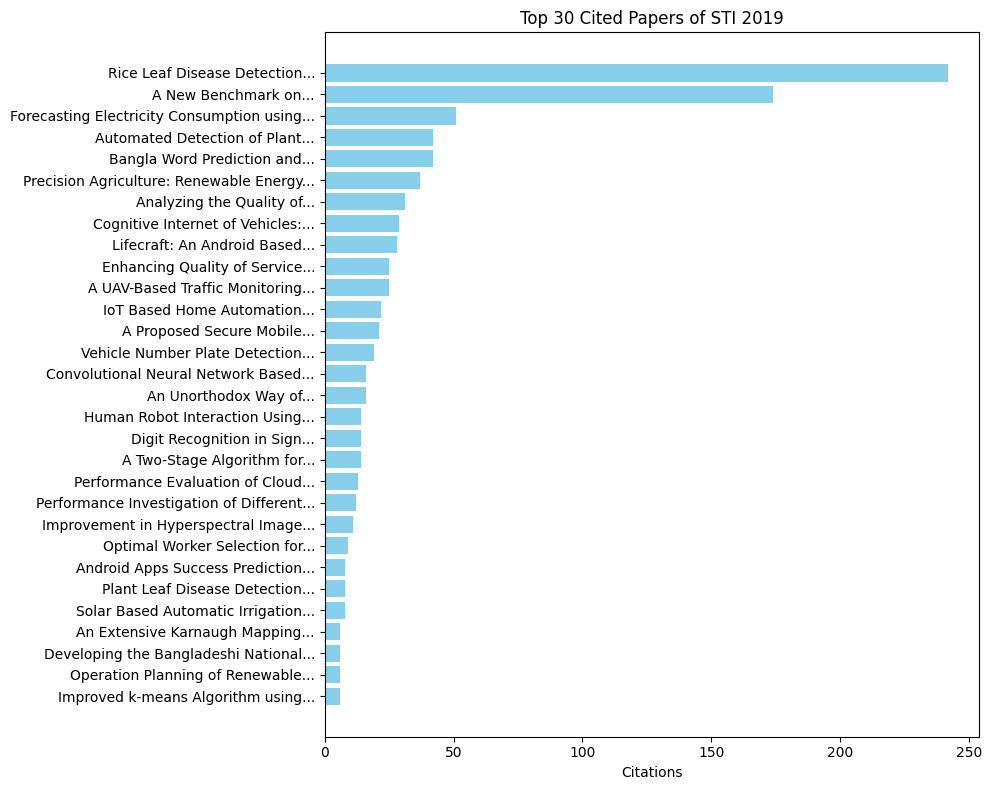 Top 30 Cited Papers of STI 2019
Rice Leaf Disease Detection...
A New Benchmark on...
Forecasting Electricity Consumption using...
Automated Detection of Plant...
Bangla Word Prediction and...
Precision Agriculture: Renewable Energy...
Analyzing the Quality of...
Cognitive Internet of Vehicles:...
Lifecraft: An Android Based...
Enhancing Quality of Service...
A UAV-Based Traffic Monitoring...
IoT Based Home Automation...
A Proposed Secure Mobile...
Vehicle Number Plate Detection...
Convolutional Neural Network Based...
An Unorthodox Way of...
Human Robot Interaction Using...
Digit Recognition in Sign...
A Two-Stage Algorithm for...
Performance Evaluation of Cloud...
Performance Investigation of Different...
Improvement in Hyperspectral Image...
Optimal Worker Selection for...
Android Apps Success Prediction...
Plant Leaf Disease Detection...
Solar Based Automatic Irrigation...
An Extensive Karnaugh Mapping...
Developing the Bangladeshi National...
Operation Planning of Renewable...
Improved k-means Algorithm using...
0 50 100 150 200 250
Citations